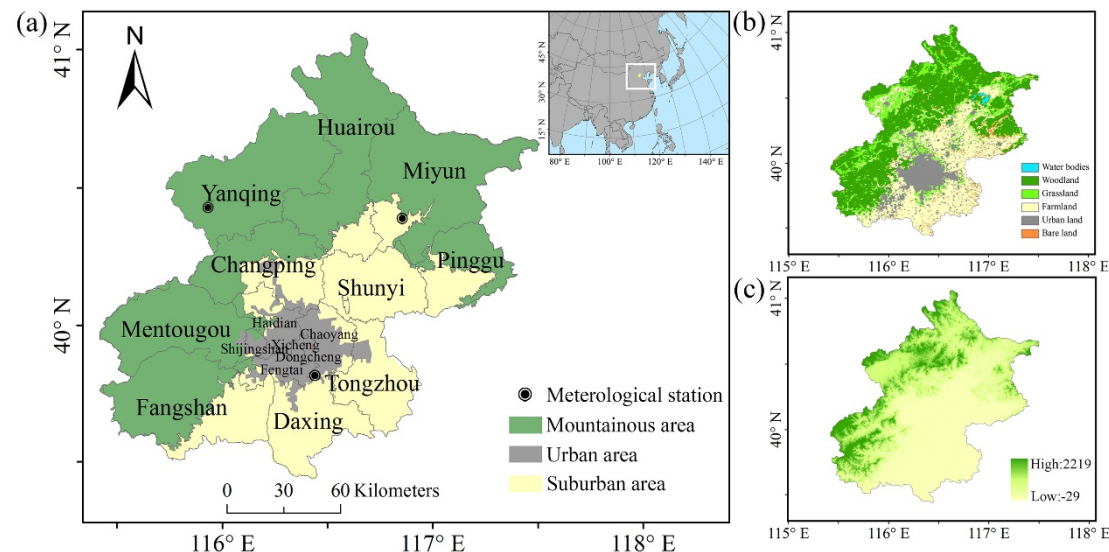 (a)
N
41° N
40° N
116° E
117° E
118° E
Huairou
Miyun
Yanqing
Pinggu
Changping
Shunyi
Mentougou
Haidian
Chaoyang
Xicheng
Shijingshan
Dongcheng
Fengtai
Tongzhou
Fangshan
Daxing
Meterological station
Mountainous area
Urban area
Suburban area
0 30 60 Kilometers
45° N
30° N
15° N
80° E
100° E
120° E
140° E
(b)
41° N
40° N
Water bodies
Woodland
Grassland
Farmland
Urban land
Bare land
115° E
116° E
117° E
118° E
(c)
41° N
40° N
High:2219
Low:-29
115° E
116° E
117° E
118° E